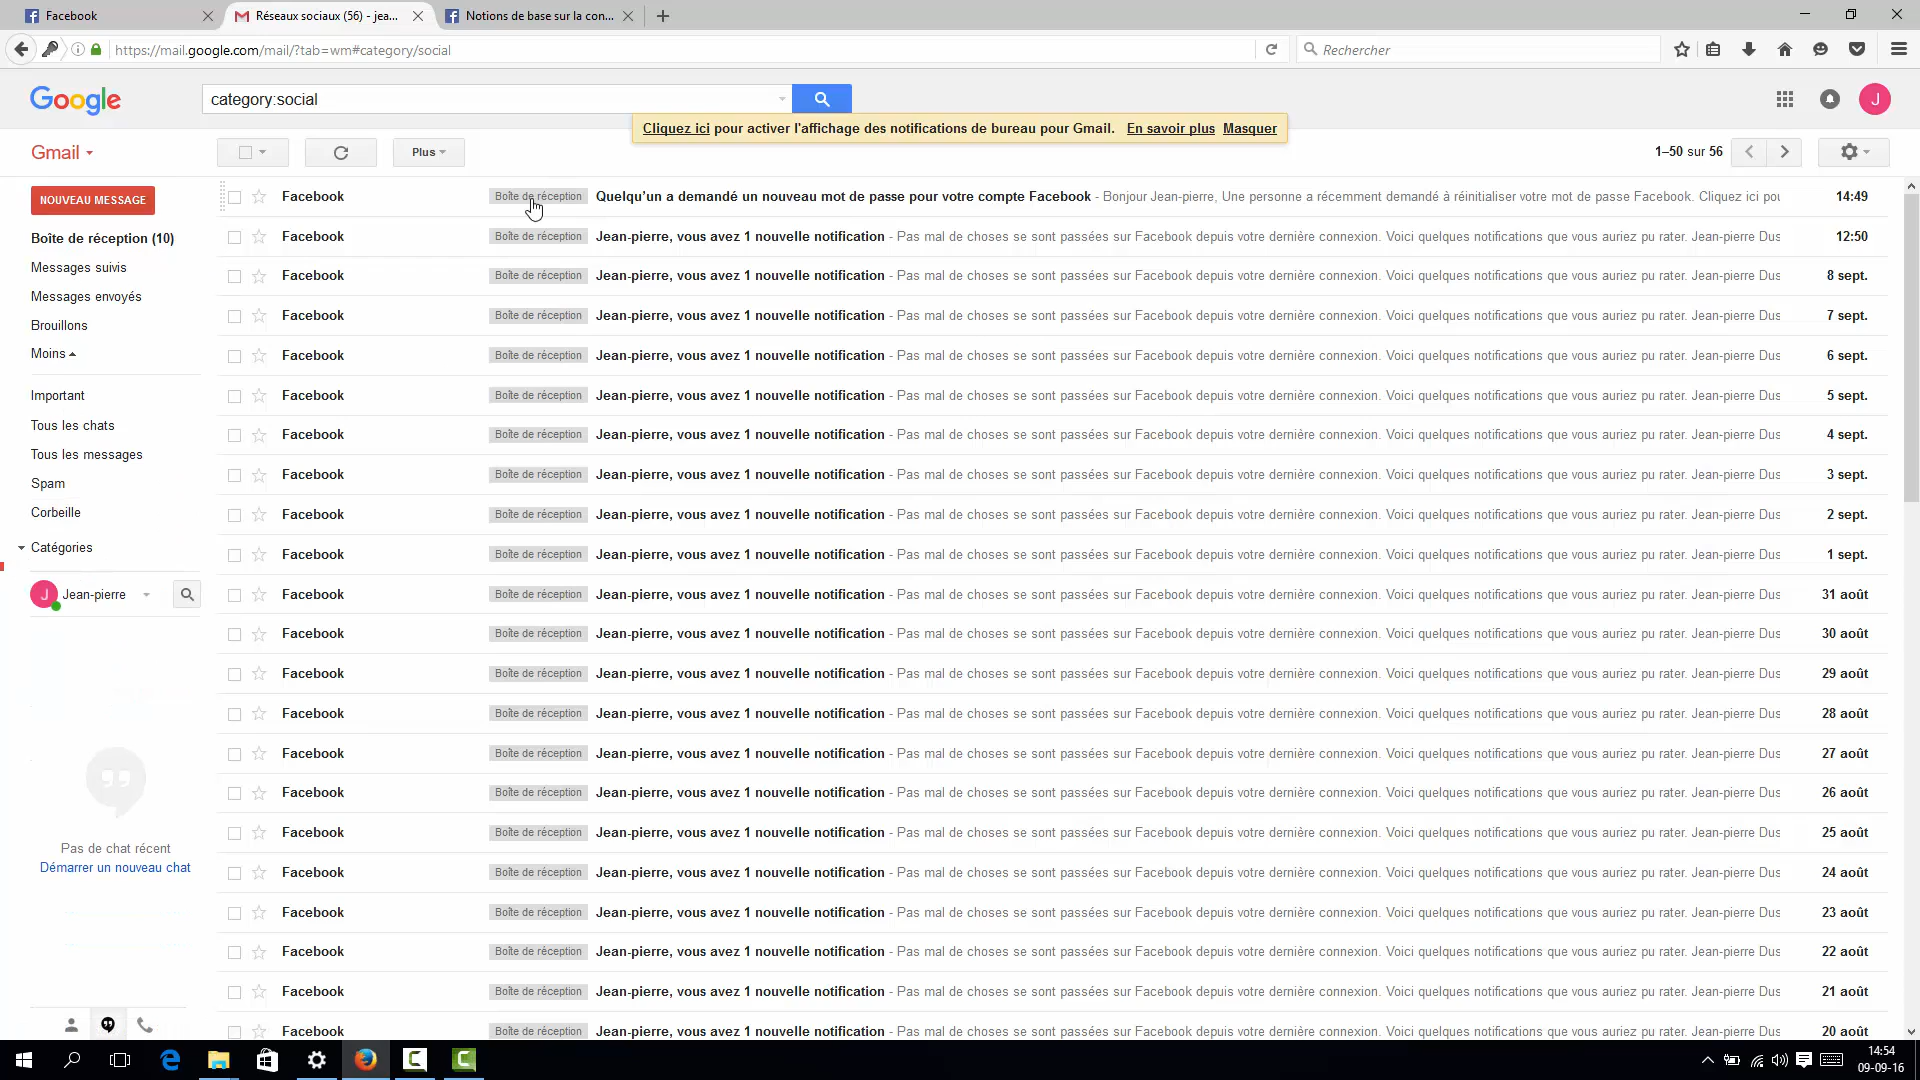 Facebook
Réseaux sociaux (56) - jea...
Notions de base sur la con...
https://mail.google.com/mail/?tab=wm#category/social
Rechercher
Google
category:social
J
Cliquez ici pour activer l'affichage des notifications de bureau pour Gmail. En savoir plus Masquer
Gmail
Plus
1–50 sur 56
NOUVEAU MESSAGE
Boîte de réception (10)
Messages suivis
Messages envoyés
Brouillons
Moins
Important
Tous les chats
Tous les messages
Spam
Corbeille
Catégories
J Jean-pierre
Pas de chat récent
Démarrer un nouveau chat
Facebook Boîte de réception Quelqu'un a demandé un nouveau mot de passe pour votre compte Facebook - Bonjour Jean-pierre, Une personne a récemment demandé à réinitialiser votre mot de passe Facebook. Cliquez ici pou 14:49
Facebook Boîte de réception Jean-pierre, vous avez 1 nouvelle notification - Pas mal de choses se sont passées sur Facebook depuis votre dernière connexion. Voici quelques notifications que vous auriez pu rater. Jean-pierre Dus 12:50
Facebook Boîte de réception Jean-pierre, vous avez 1 nouvelle notification - Pas mal de choses se sont passées sur Facebook depuis votre dernière connexion. Voici quelques notifications que vous auriez pu rater. Jean-pierre Dus 8 sept.
Facebook Boîte de réception Jean-pierre, vous avez 1 nouvelle notification - Pas mal de choses se sont passées sur Facebook depuis votre dernière connexion. Voici quelques notifications que vous auriez pu rater. Jean-pierre Dus 7 sept.
Facebook Boîte de réception Jean-pierre, vous avez 1 nouvelle notification - Pas mal de choses se sont passées sur Facebook depuis votre dernière connexion. Voici quelques notifications que vous auriez pu rater. Jean-pierre Dus 6 sept.
Facebook Boîte de réception Jean-pierre, vous avez 1 nouvelle notification - Pas mal de choses se sont passées sur Facebook depuis votre dernière connexion. Voici quelques notifications que vous auriez pu rater. Jean-pierre Dus 5 sept.
Facebook Boîte de réception Jean-pierre, vous avez 1 nouvelle notification - Pas mal de choses se sont passées sur Facebook depuis votre dernière connexion. Voici quelques notifications que vous auriez pu rater. Jean-pierre Dus 4 sept.
Facebook Boîte de réception Jean-pierre, vous avez 1 nouvelle notification - Pas mal de choses se sont passées sur Facebook depuis votre dernière connexion. Voici quelques notifications que vous auriez pu rater. Jean-pierre Dus 3 sept.
Facebook Boîte de réception Jean-pierre, vous avez 1 nouvelle notification - Pas mal de choses se sont passées sur Facebook depuis votre dernière connexion. Voici quelques notifications que vous auriez pu rater. Jean-pierre Dus 2 sept.
Facebook Boîte de réception Jean-pierre, vous avez 1 nouvelle notification - Pas mal de choses se sont passées sur Facebook depuis votre dernière connexion. Voici quelques notifications que vous auriez pu rater. Jean-pierre Dus 1 sept.
Facebook Boîte de réception Jean-pierre, vous avez 1 nouvelle notification - Pas mal de choses se sont passées sur Facebook depuis votre dernière connexion. Voici quelques notifications que vous auriez pu rater. Jean-pierre Dus 31 août
Facebook Boîte de réception Jean-pierre, vous avez 1 nouvelle notification - Pas mal de choses se sont passées sur Facebook depuis votre dernière connexion. Voici quelques notifications que vous auriez pu rater. Jean-pierre Dus 30 août
Facebook Boîte de réception Jean-pierre, vous avez 1 nouvelle notification - Pas mal de choses se sont passées sur Facebook depuis votre dernière connexion. Voici quelques notifications que vous auriez pu rater. Jean-pierre Dus 29 août
Facebook Boîte de réception Jean-pierre, vous avez 1 nouvelle notification - Pas mal de choses se sont passées sur Facebook depuis votre dernière connexion. Voici quelques notifications que vous auriez pu rater. Jean-pierre Dus 28 août
Facebook Boîte de réception Jean-pierre, vous avez 1 nouvelle notification - Pas mal de choses se sont passées sur Facebook depuis votre dernière connexion. Voici quelques notifications que vous auriez pu rater. Jean-pierre Dus 27 août
Facebook Boîte de réception Jean-pierre, vous avez 1 nouvelle notification - Pas mal de choses se sont passées sur Facebook depuis votre dernière connexion. Voici quelques notifications que vous auriez pu rater. Jean-pierre Dus 26 août
Facebook Boîte de réception Jean-pierre, vous avez 1 nouvelle notification - Pas mal de choses se sont passées sur Facebook depuis votre dernière connexion. Voici quelques notifications que vous auriez pu rater. Jean-pierre Dus 25 août
Facebook Boîte de réception Jean-pierre, vous avez 1 nouvelle notification - Pas mal de choses se sont passées sur Facebook depuis votre dernière connexion. Voici quelques notifications que vous auriez pu rater. Jean-pierre Dus 24 août
Facebook Boîte de réception Jean-pierre, vous avez 1 nouvelle notification - Pas mal de choses se sont passées sur Facebook depuis votre dernière connexion. Voici quelques notifications que vous auriez pu rater. Jean-pierre Dus 23 août
Facebook Boîte de réception Jean-pierre, vous avez 1 nouvelle notification - Pas mal de choses se sont passées sur Facebook depuis votre dernière connexion. Voici quelques notifications que vous auriez pu rater. Jean-pierre Dus 22 août
Facebook Boîte de réception Jean-pierre, vous avez 1 nouvelle notification - Pas mal de choses se sont passées sur Facebook depuis votre dernière connexion. Voici quelques notifications que vous auriez pu rater. Jean-pierre Dus 21 août
Facebook Boîte de réception Jean-pierre, vous avez 1 nouvelle notification - Pas mal de choses se sont passées sur Facebook depuis votre dernière connexion. Voici quelques notifications que vous auriez pu rater. Jean-pierre Dus 20 août
14:54
09-09-16